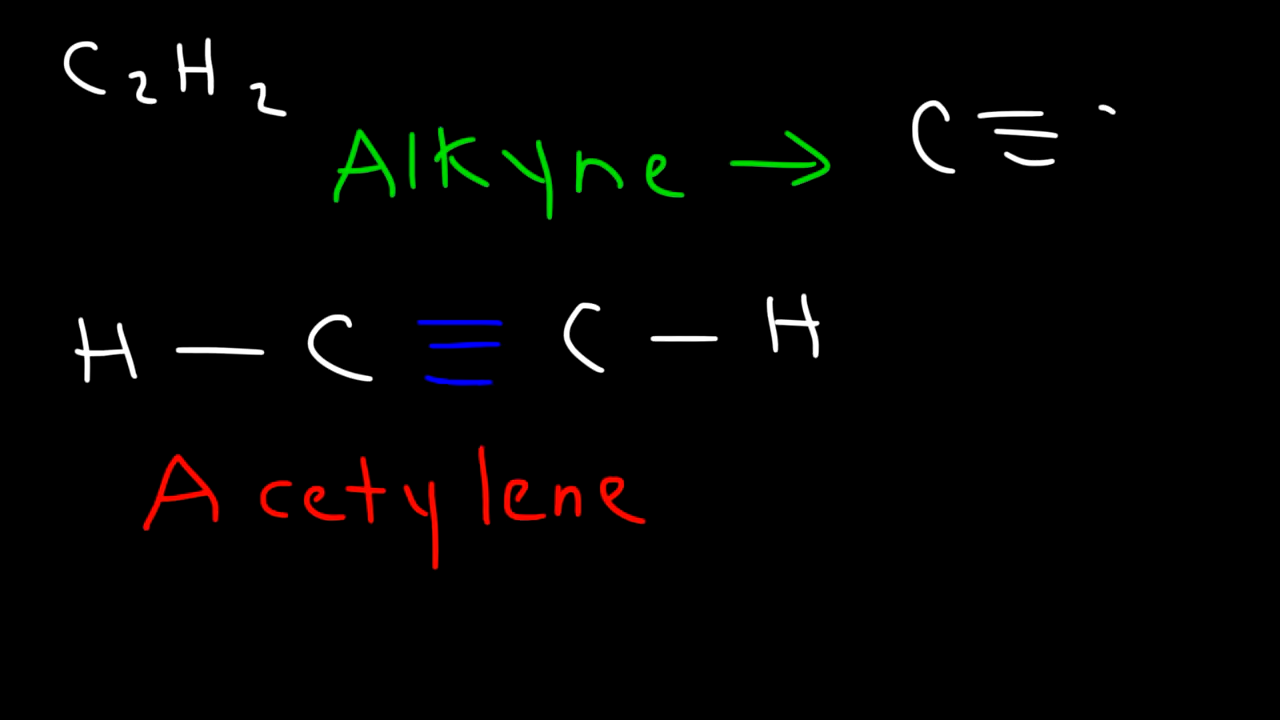 C₂H₂
Alkyne → C≡
H—C≡C—H
Acetylene